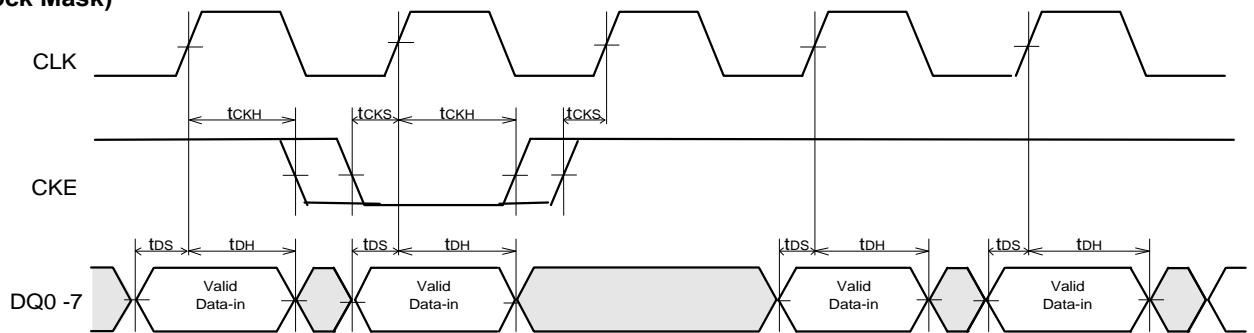 ock Mask)
CLK
tCKH tCKS tCKH tCKS
CKE
tDS tDH tDS tDH tDS tDH tDS tDH
DQ0 -7
Valid
Data-in
Valid
Data-in
Valid
Data-in
Valid
Data-in